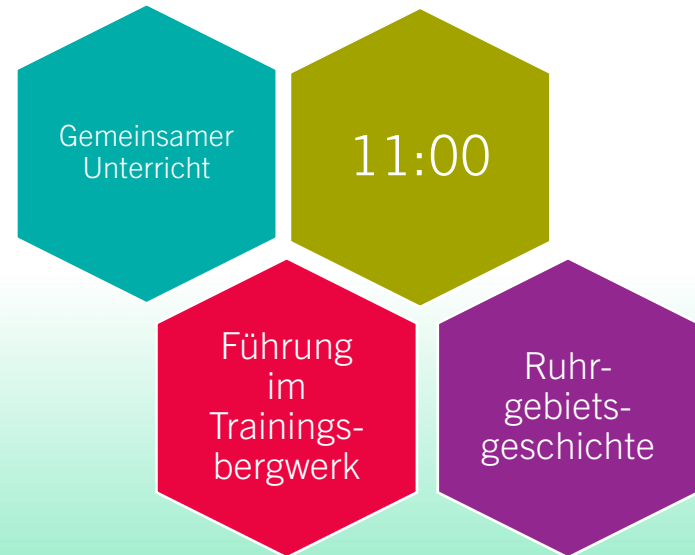 Gemeinsamer
Unterricht
11:00
Führung
im
Trainings-
bergwerk
Ruhr-
gebiets-
geschichte